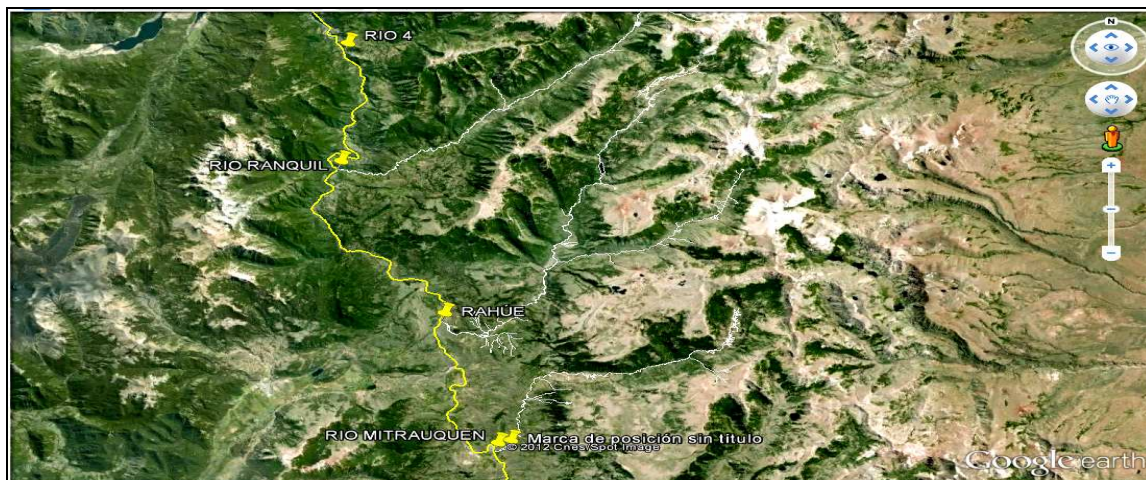 N
RIO 4
RIO RANQUIL
RAHUE
RIO MITRAUQUEN
Marca de posición sin título
© 2012 Cnes/Spot Image
Google earth